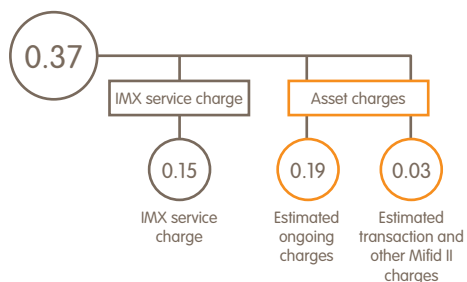 0.37
IMX service charge
Asset charges
0.15
0.19
0.03
IMX service
charge
Estimated
ongoing
charges
Estimated
transaction and
other Mifid II
charges